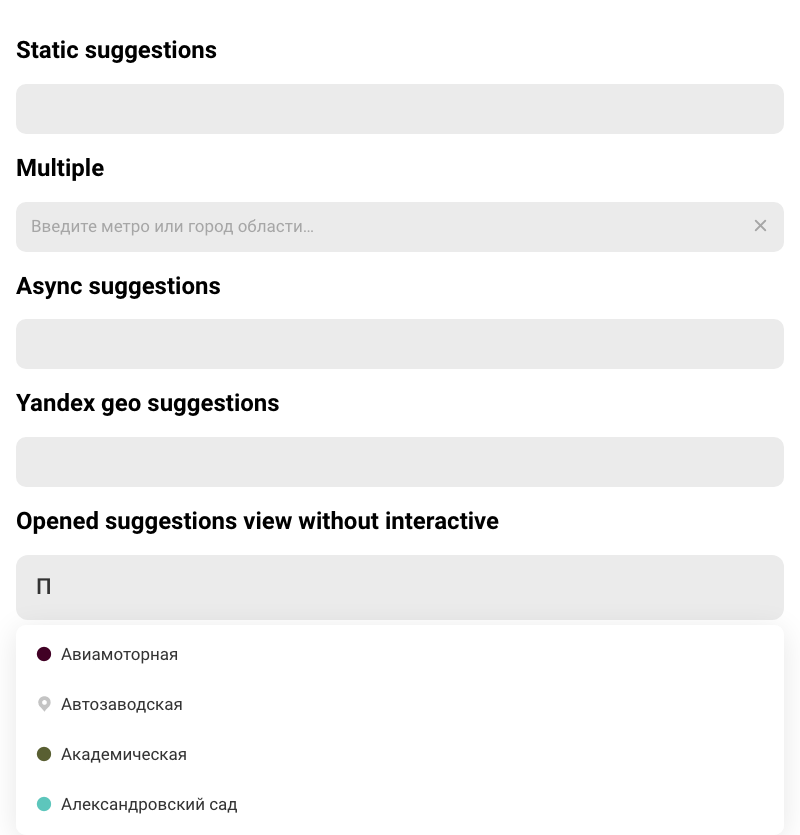 Static suggestions
Multiple
Введите метро или город области…
Async suggestions
Yandex geo suggestions
Opened suggestions view without interactive
П
Авиамоторная
Автозаводская
Академическая
Александровский сад